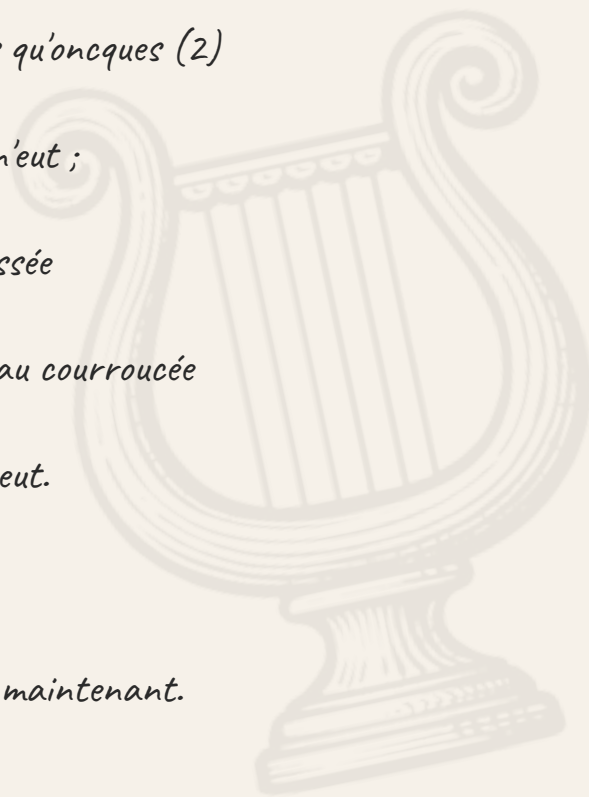 qu'oncques (2)
n'eut ;
ssée
au courroucée
eut.
maintenant.